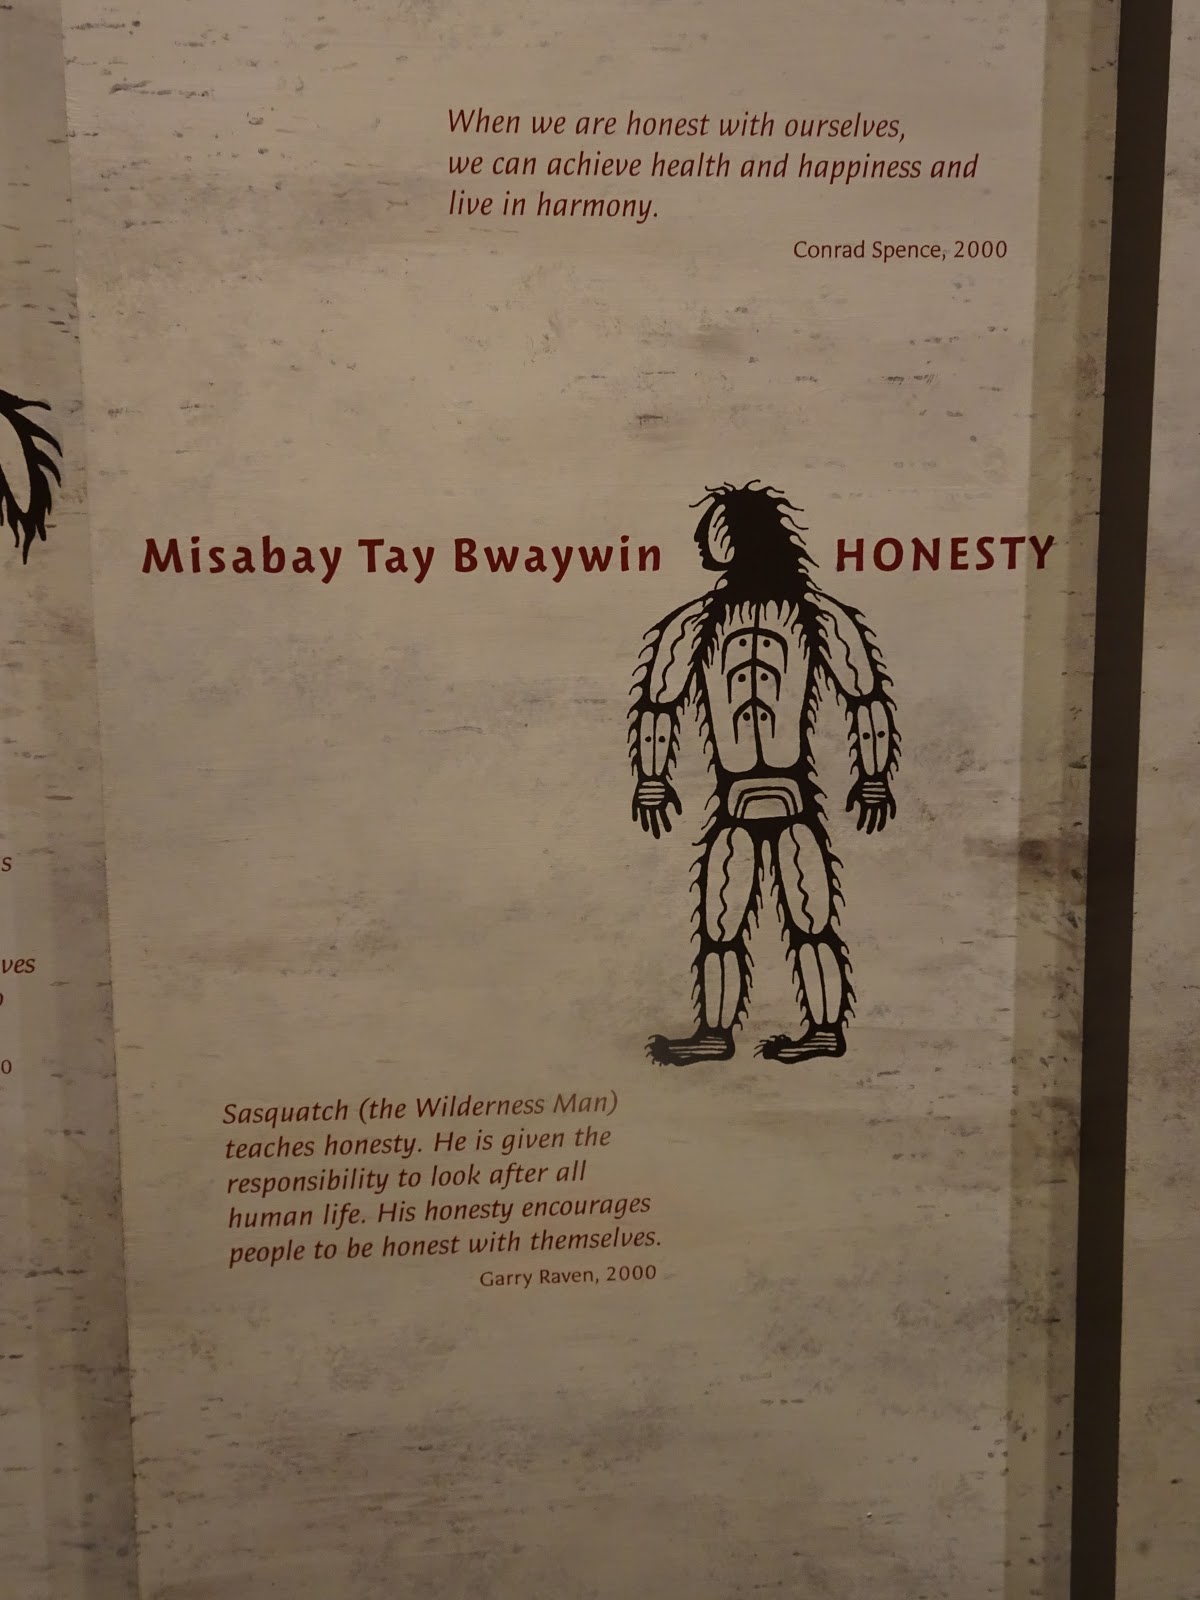 When we are honest with ourselves,
we can achieve health and happiness and
live in harmony.
Conrad Spence, 2000
Misabay Tay Bwaywin HONESTY
Sasquatch (the Wilderness Man)
teaches honesty. He is given the
responsibility to look after all
human life. His honesty encourages
people to be honest with themselves.
Garry Raven, 2000